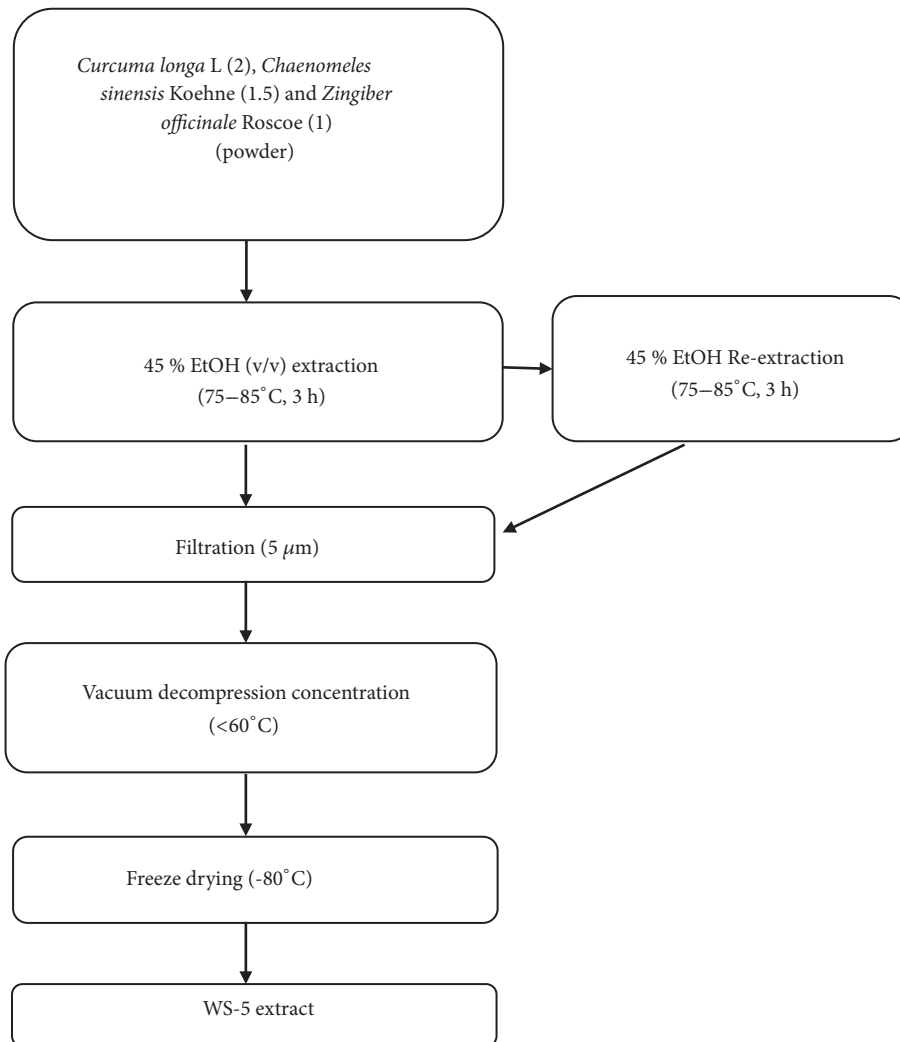 Curcuma longa L (2), Chaenomeles
sinensis Koehne (1.5) and Zingiber
officinale Roscoe (1)
(powder)
45 % EtOH (v/v) extraction
(75–85°C, 3 h)
45 % EtOH Re-extraction
(75–85°C, 3 h)
Filtration (5 μm)
Vacuum decompression concentration
(<60°C)
Freeze drying (-80°C)
WS-5 extract